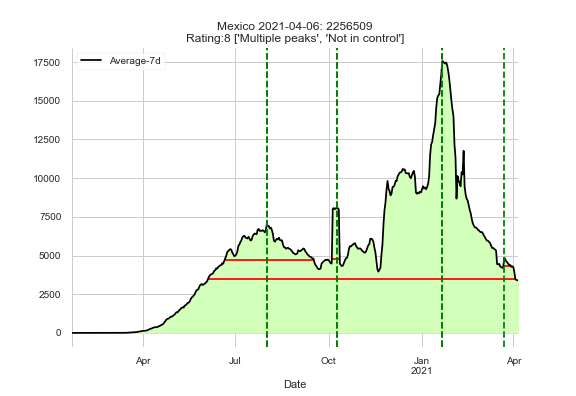 Mexico 2021-04-06: 2256509
Rating:8 ['Multiple peaks', 'Not in control']
Average-7d
17500
15000
12500
10000
7500
5000
2500
0
Apr
Jul
Oct
Jan
2021
Apr
Date